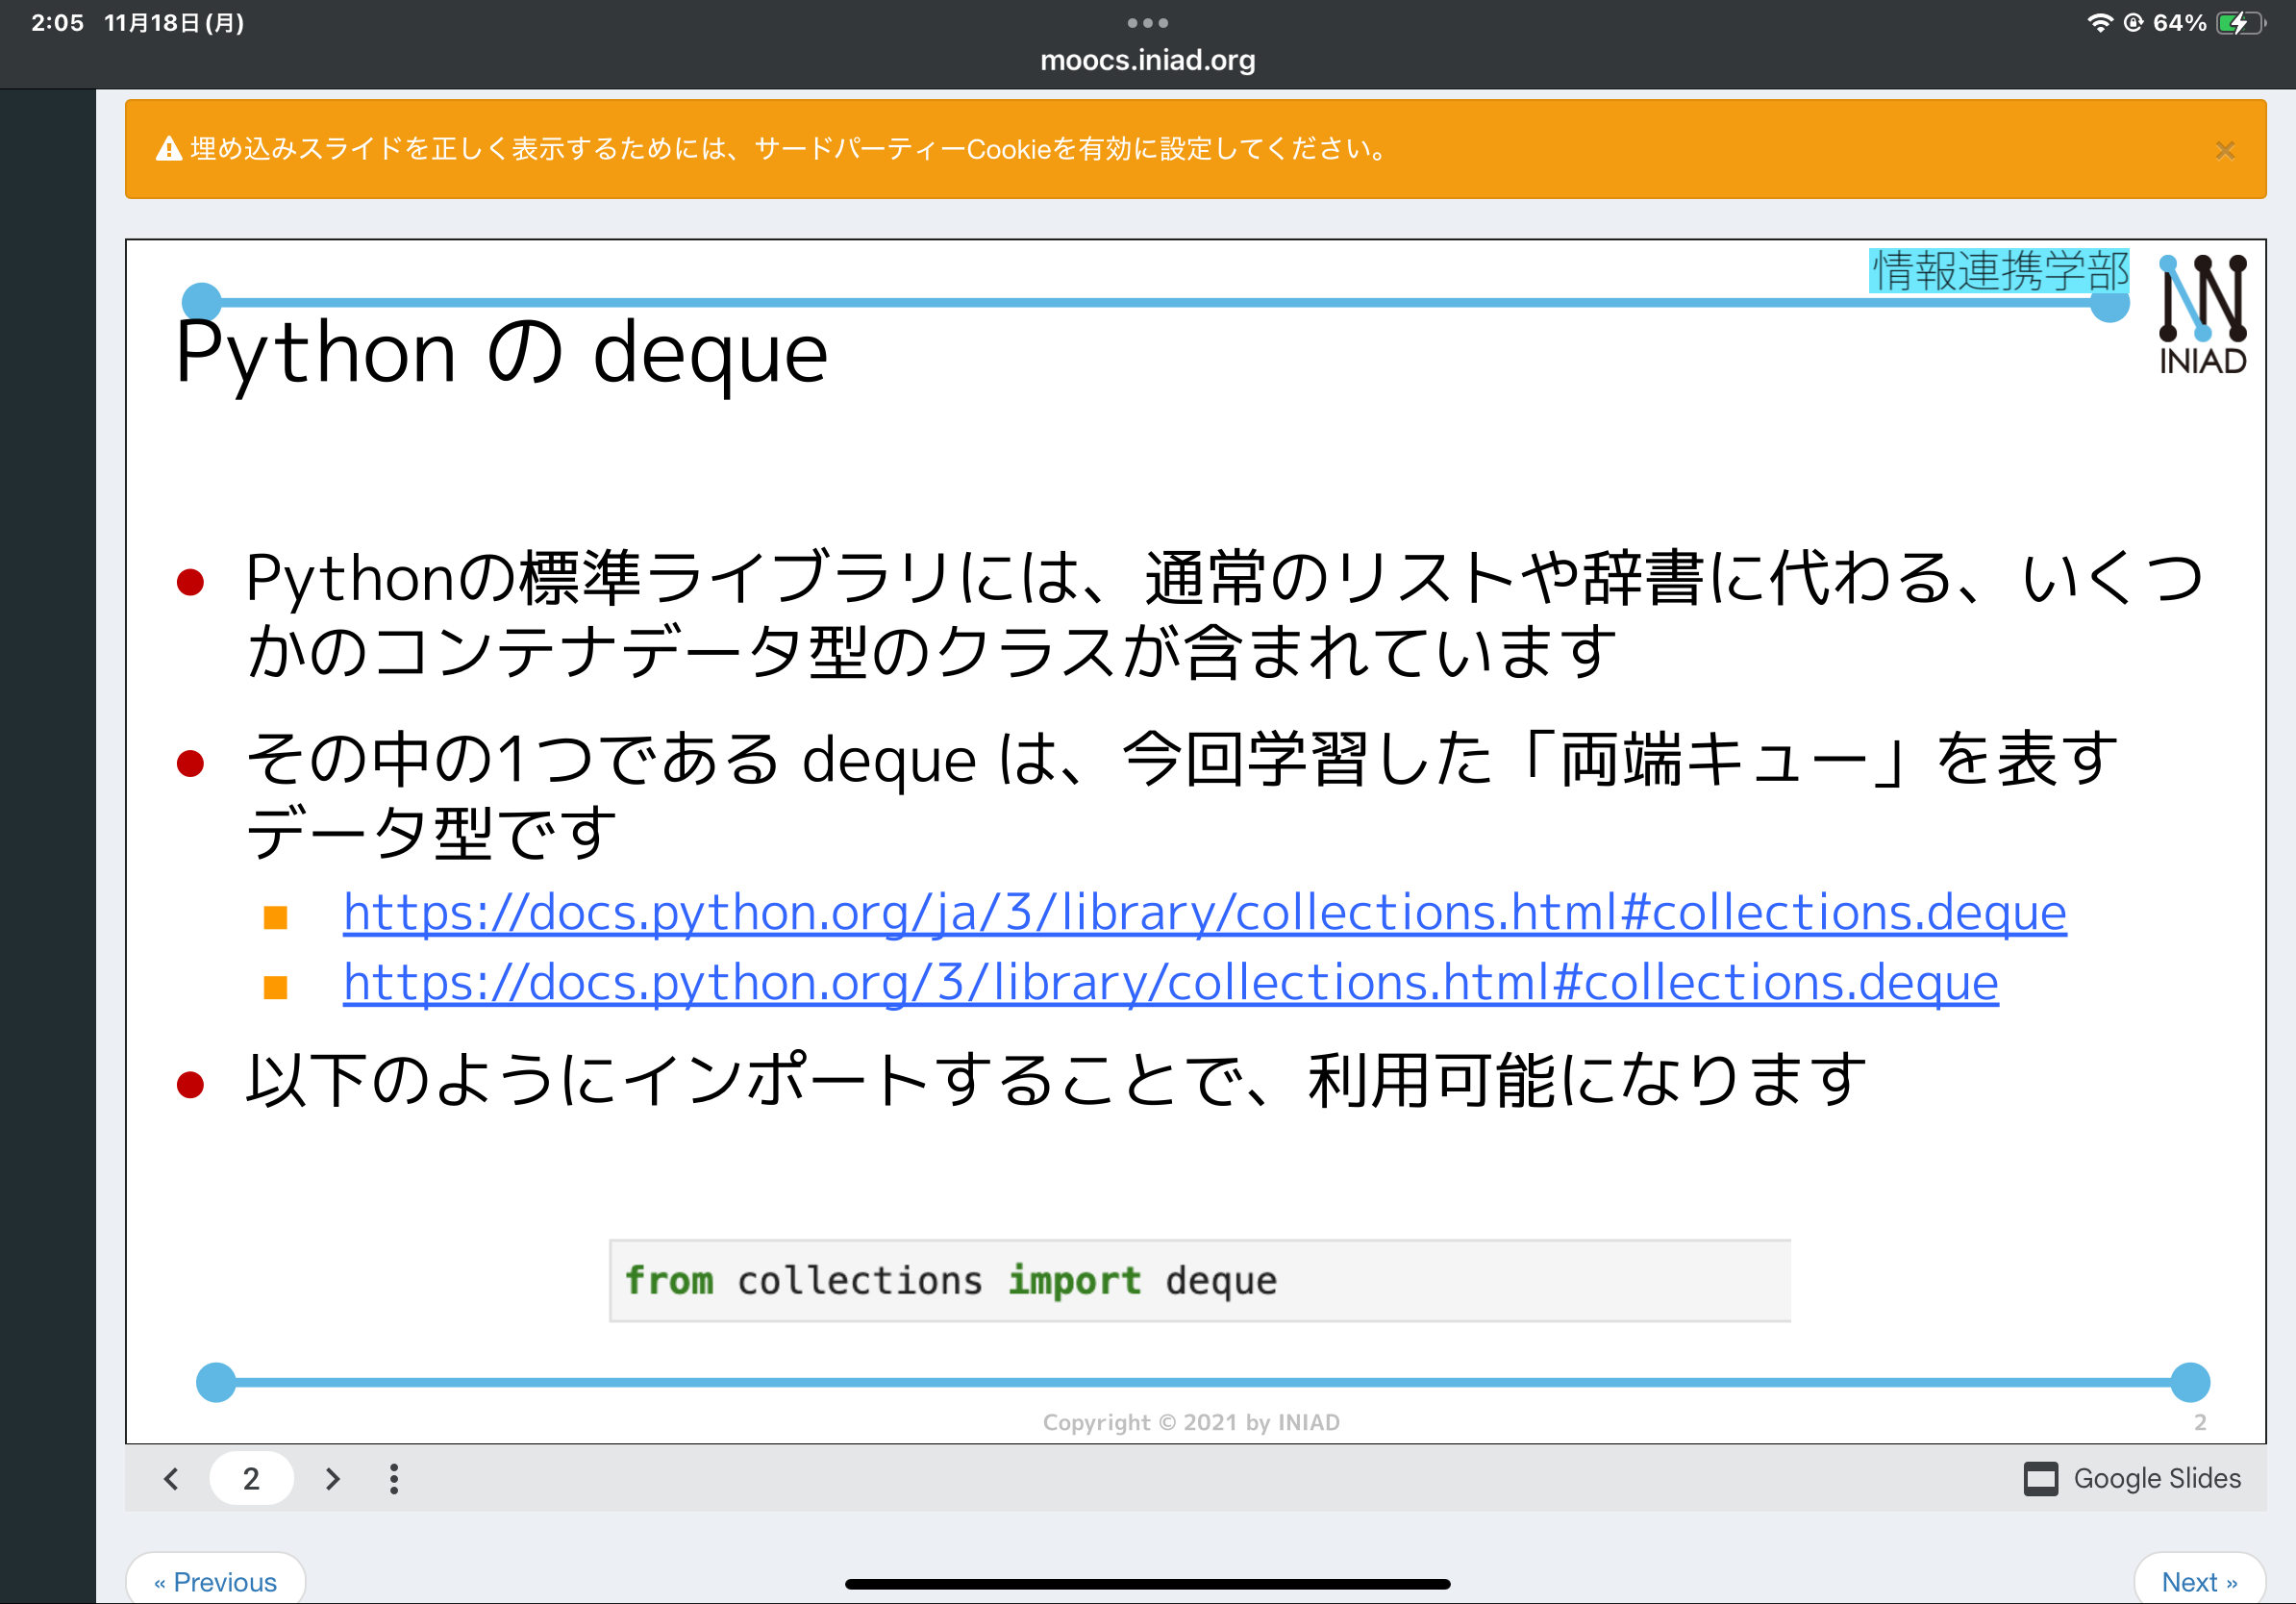 2:05 11月18日(月)
64%
moocs.iniad.org
埋め込みスライドを正しく表示するためには、サードパーティーCookieを有効に設定してください。
×
情報連携学部
INIAD
Python の deque
Pythonの標準ライブラリには、通常のリストや辞書に代わる、いくつ
かのコンテナデータ型のクラスが含まれています
その中の1つである deque は、今回学習した「両端キュー」を表す
データ型です
https://docs.python.org/ja/3/library/collections.html#collections.deque
https://docs.python.org/3/library/collections.html#collections.deque
以下のようにインポートすることで、利用可能になります
from collections import deque
Copyright © 2021 by INIAD
2
2
Google Slides
« Previous
Next »